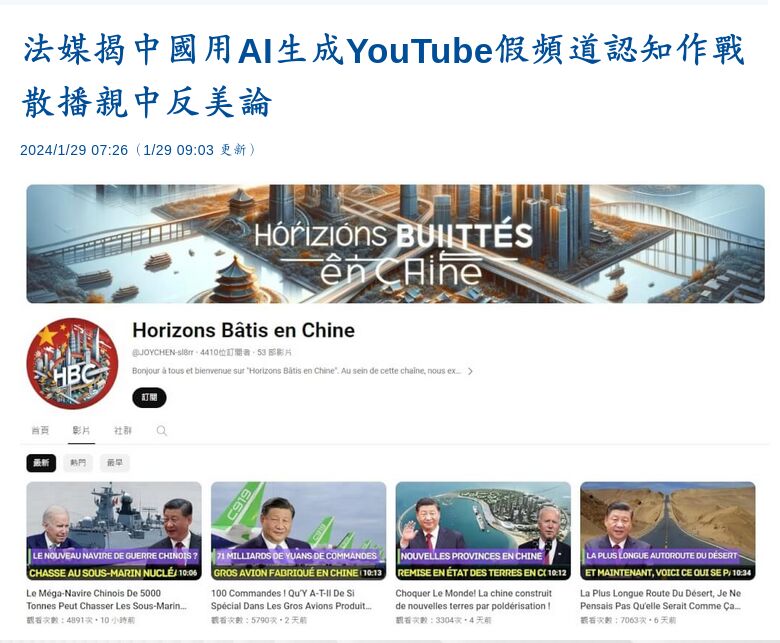 法媒揭中國用AI生成YouTube假頻道認知作戰
散播親中反美論
2024/1/29 07:26（1/29 09:03 更新）
Hóŕizións BUIITTÉS
ên CHine
HBC
Horizons Bâtis en Chine
@JOYCHEN-sl8rr · 4410位訂閱者 · 53 部影片
Bonjour à tous et bienvenue sur "Horizons Bâtis en Chine". Au sein de cette chaîne, nous ex...
訂閱
首頁 影片 社群
最新 熱門 最早
LE NOUVEAU NAVIRE DE GUERRE CHINOIS ?
CHASSE AU SOUS-MARIN NUCLÉ
10:06
C919
71 MILLIARDS DE YUANS DE COMMANDES
GROS AVION FABRIQUÉ EN CHINE
10:13
NOUVELLES PROVINCES EN CHINE
REMISE EN ÉTAT DES TERRES EN C
10:12
LA PLUS LONGUE AUTOROUTE DU DÉSERT
ET MAINTENANT, VOICI CE QUI SE P
10:34
Le Méga-Navire Chinois De 5000
Tonnes Peut Chasser Les Sous-Marin...
觀看次數：4891次 • 10 小時前
100 Commandes ! Qu'Y A-T-Il De Si
Spécial Dans Les Gros Avions Produit...
觀看次數：5790次 • 2 天前
Choquer Le Monde! La chine construit
de nouvelles terres par poldérisation !
觀看次數：3304次 • 4 天前
La Plus Longue Route Du Désert, Je Ne
Pensais Pas Qu'elle Serait Comme Ça...
觀看次數：7063次 • 6 天前